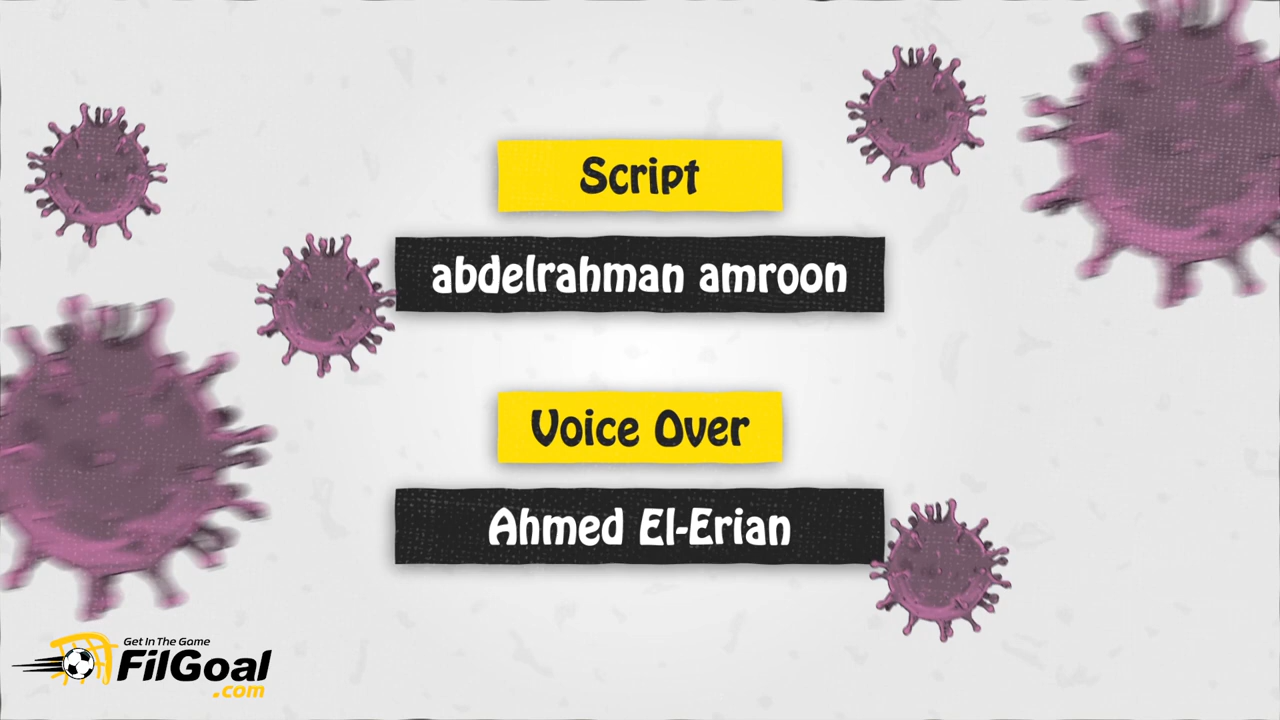 Script
abdelrahman amroon
Voice Over
Ahmed El-Erian
Get In The Game
FilGoal
.com